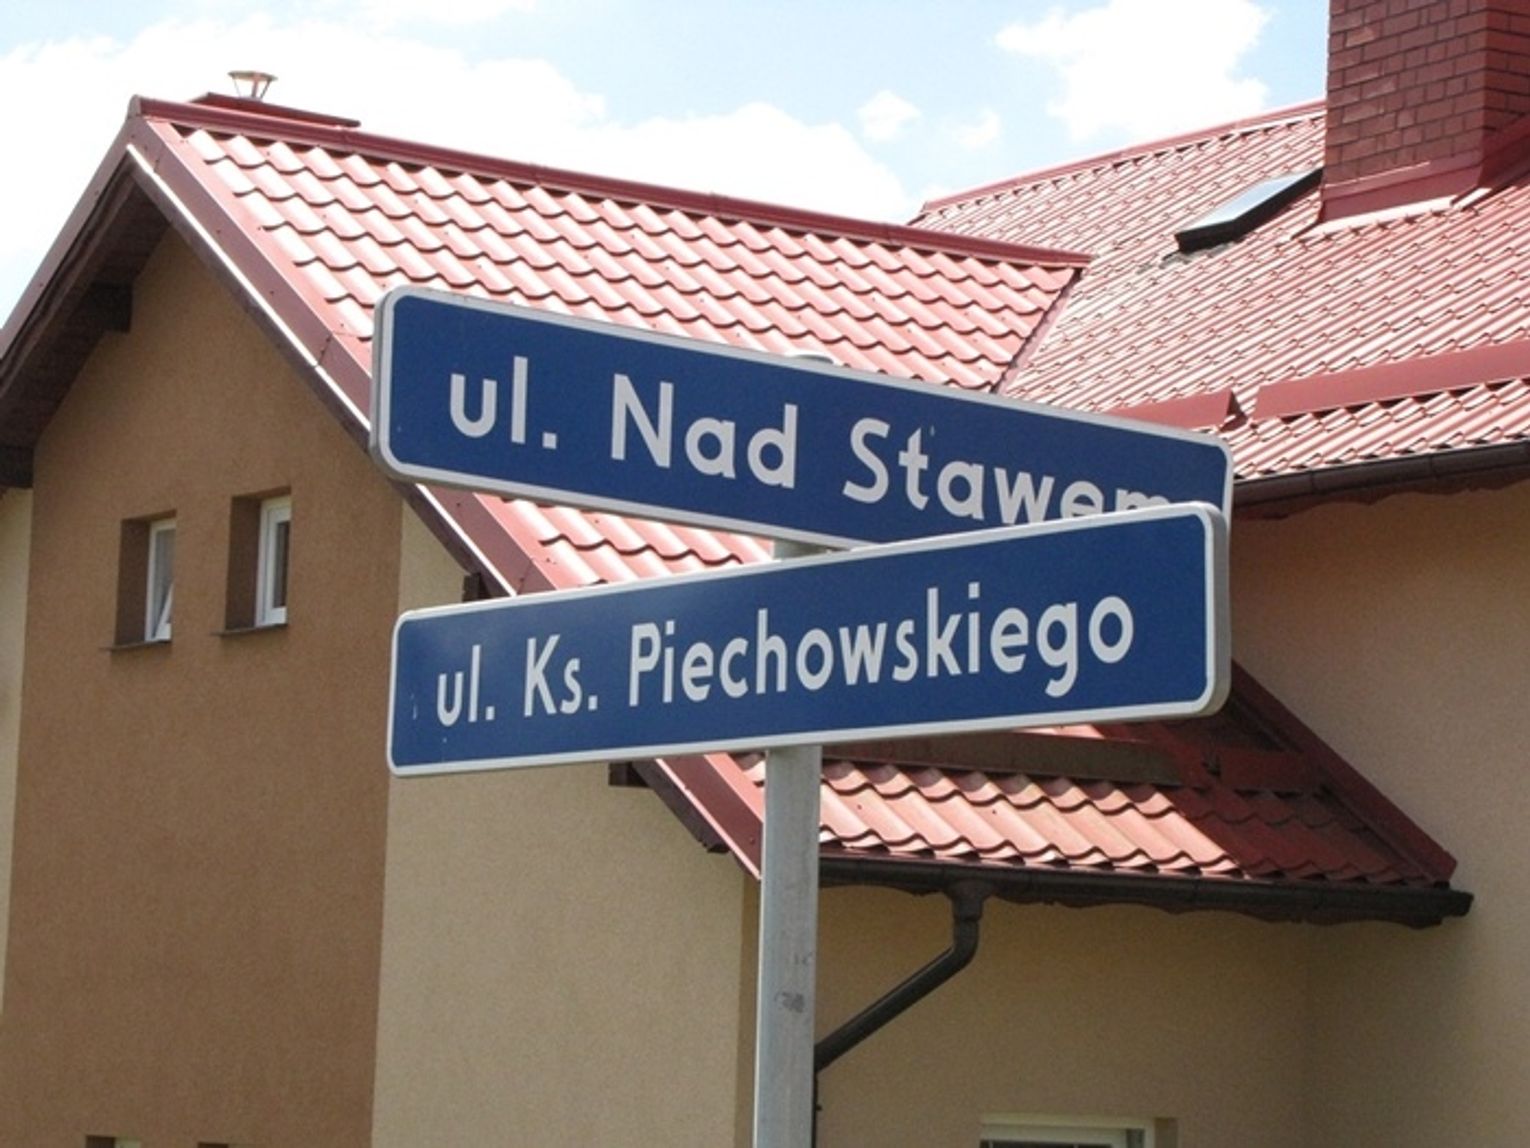 ul. Nad Stawem
ul. Ks. Piechowskiego